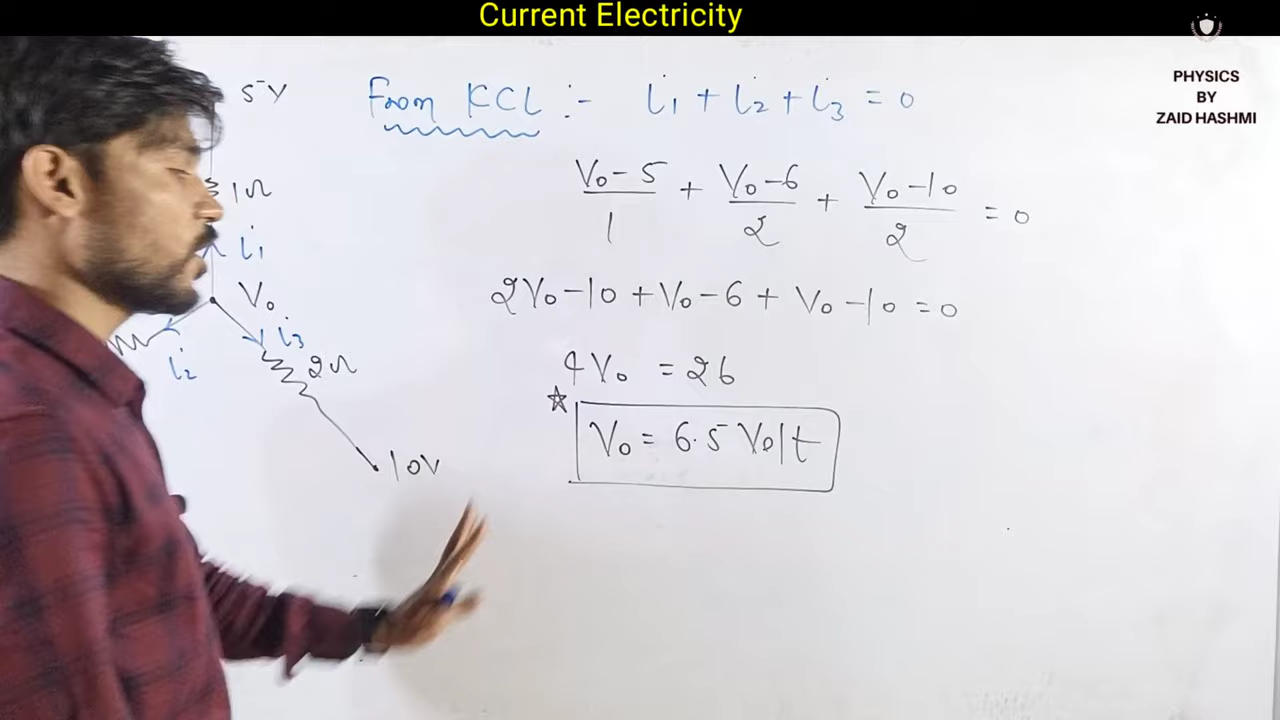 Current Electricity
PHYSICS
BY
ZAID HASHMI
5V
From KCL :- i₁ + i₂ + i₃ = 0
1Ω
i₁
V₀-5/1 + V₀-6/2 + V₀-10/2 = 0
V₀
2V₀-10 + V₀-6 + V₀-10 = 0
i₃
i₂
2Ω
4V₀ = 26
☆
V₀ = 6.5 Volt
10V